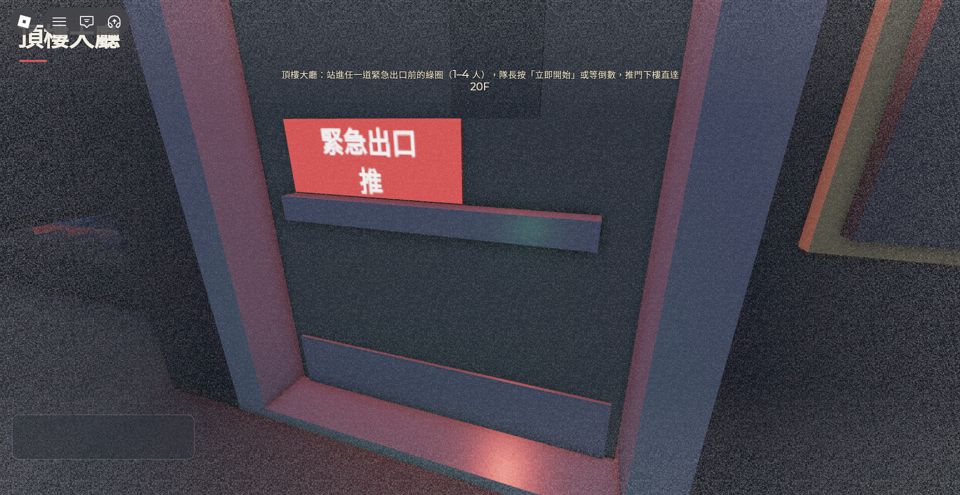 頂樓大廳
頂樓大廳：站進任一道緊急出口前的綠圈（1–4 人），隊長按「立即開始」或等倒數，推門下樓直達
20F
緊急出口
推